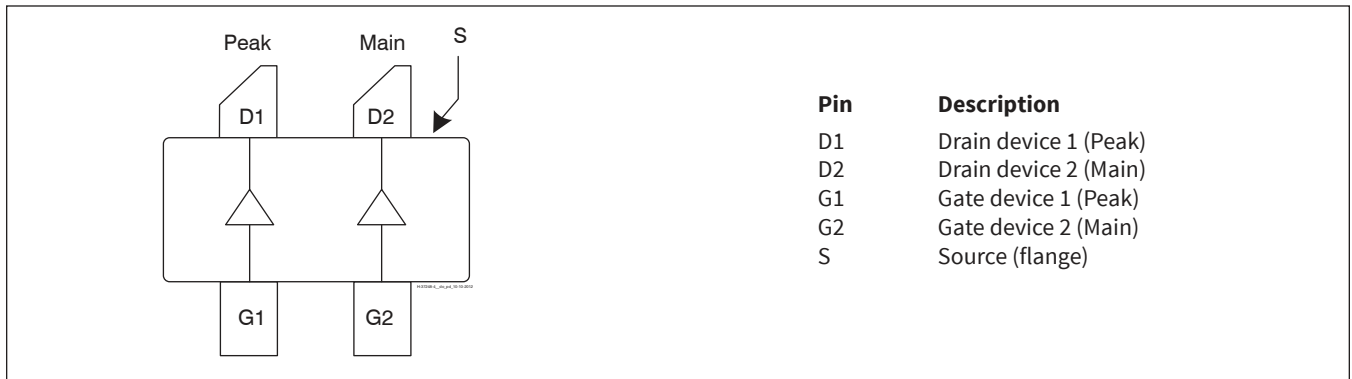 Peak Main S
D1 D2
G1 G2
Pin Description
D1 Drain device 1 (Peak)
D2 Drain device 2 (Main)
G1 Gate device 1 (Peak)
G2 Gate device 2 (Main)
S Source (flange)